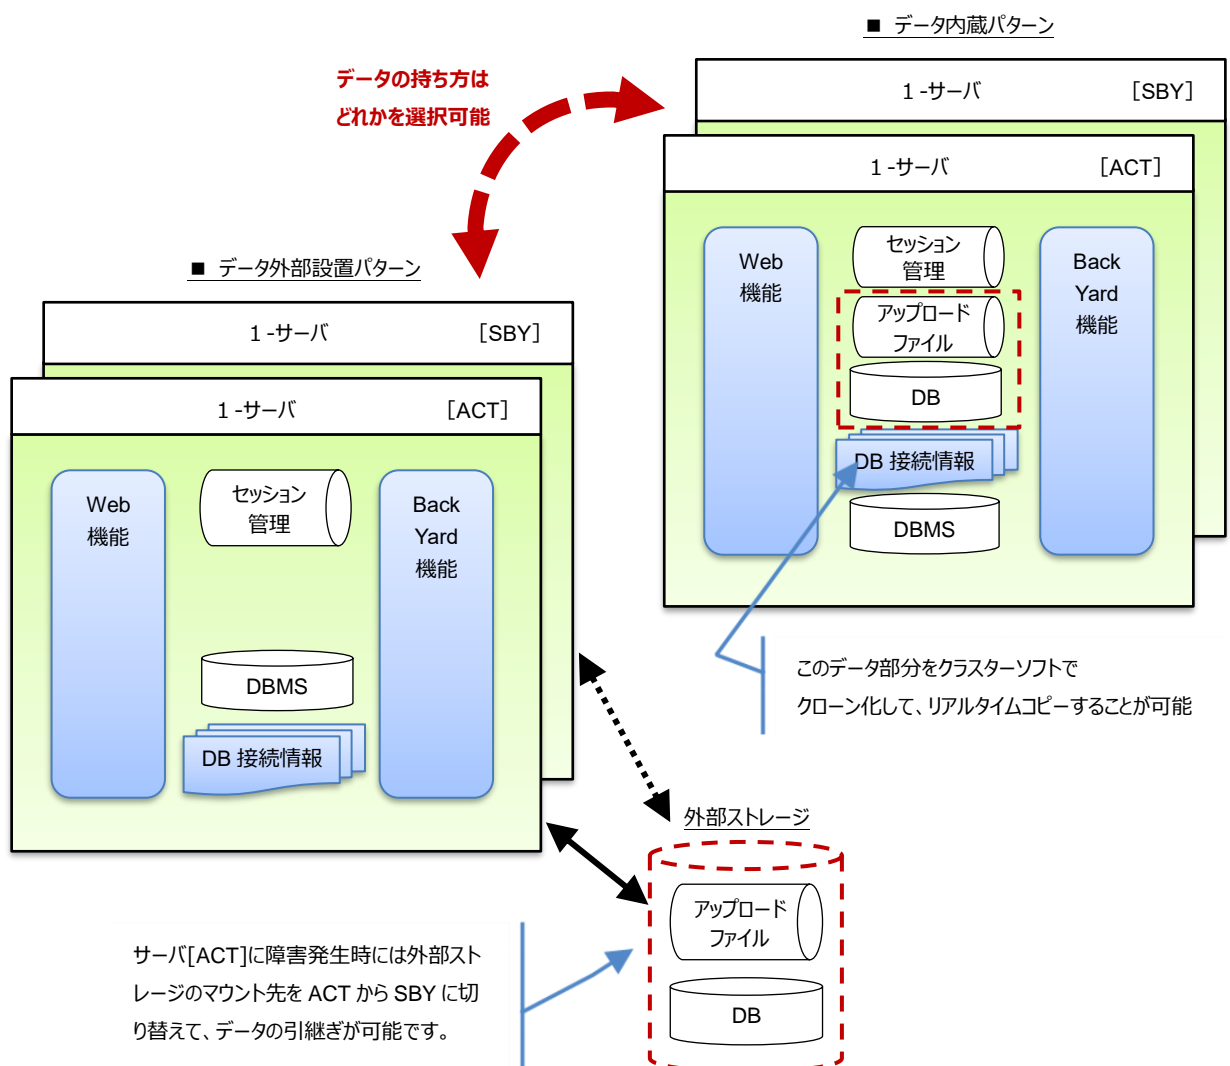 ■ データ内蔵パターン
データの持ち方は
どれかを選択可能
１-サーバ [SBY]
１-サーバ [ACT]
Web
機能
セッション
管理
アップロード
ファイル
DB
DB 接続情報
DBMS
Back
Yard
機能
このデータ部分をクラスターソフトで
クローン化して、リアルタイムコピーすることが可能
■ データ外部設置パターン
１-サーバ [SBY]
１-サーバ [ACT]
Web
機能
セッション
管理
DBMS
DB 接続情報
Back
Yard
機能
外部ストレージ
アップロード
ファイル
DB
サーバ[ACT]に障害発生時には外部スト
レージのマウント先を ACT から SBY に切
り替えて、データの引継ぎが可能です。